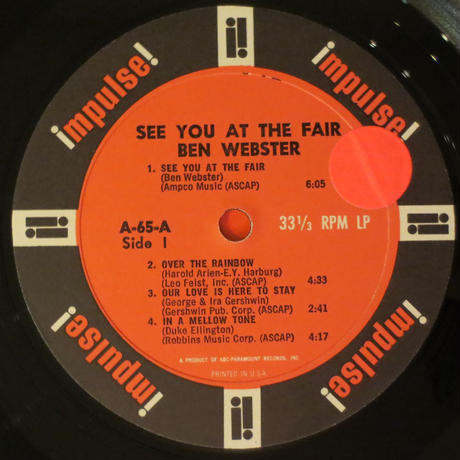 impulse!
impulse!
SEE YOU AT THE FAIR
BEN WEBSTER
1. SEE YOU AT THE FAIR
(Ben Webster)
(Ampco Music (ASCAP) 6:05
A-65-A
Side 1
33⅓ RPM LP
2. OVER THE RAINBOW
(Harold Arlen-E.Y. Harburg)
(Leo Feist, Inc. (ASCAP) 4:33
3. OUR LOVE IS HERE TO STAY
(George & Ira Gershwin)
(Gershwin Pub. Corp. (ASCAP) 2:41
4. IN A MELLOW TONE
(Duke Ellington)
(Robbins Music Corp. (ASCAP) 4:17
A PRODUCT OF ABC-PARAMOUNT RECORDS, INC.
PRINTED IN U.S.A.
impulse!
impulse!